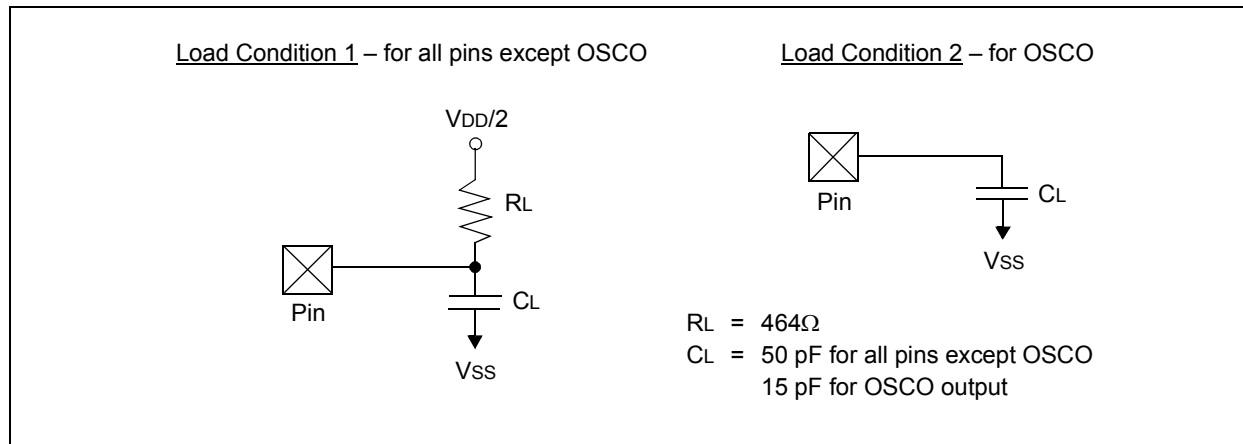 Load Condition 1 – for all pins except OSCO
VDD/2
RL
Pin
CL
VSS
Load Condition 2 – for OSCO
Pin
CL
VSS
RL = 464Ω
CL = 50 pF for all pins except OSCO
15 pF for OSCO output